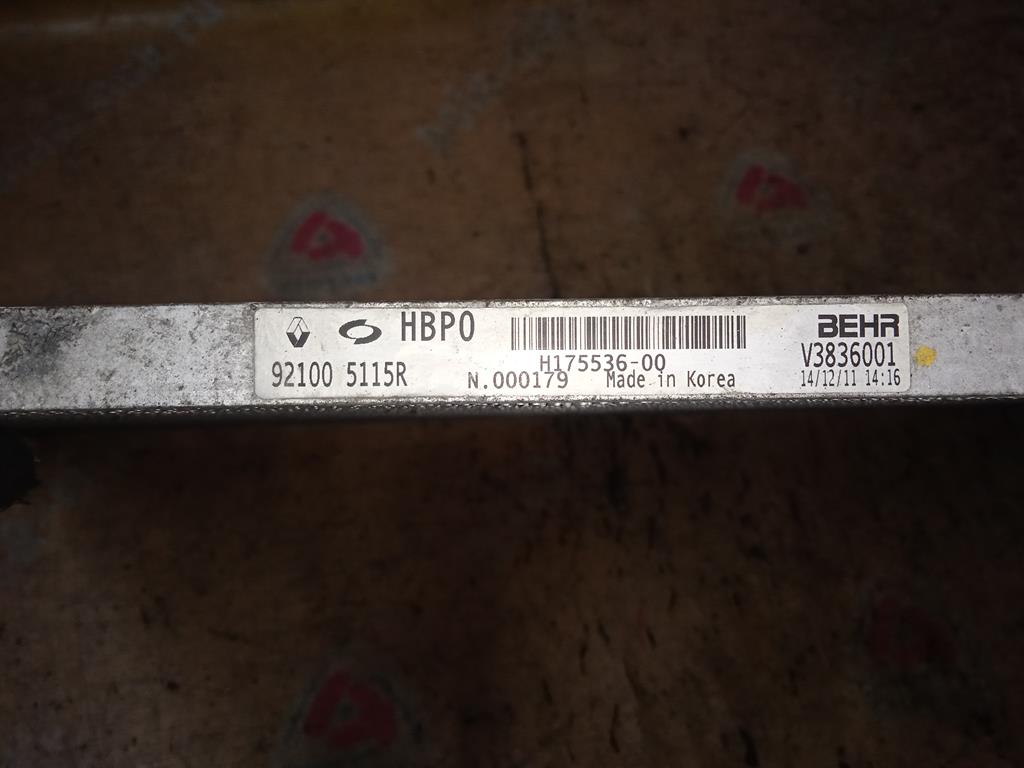 HBPO
BEHR
H175536-00
V3836001
92100 5115R
N.000179 Made in Korea
14/12/11 14:16